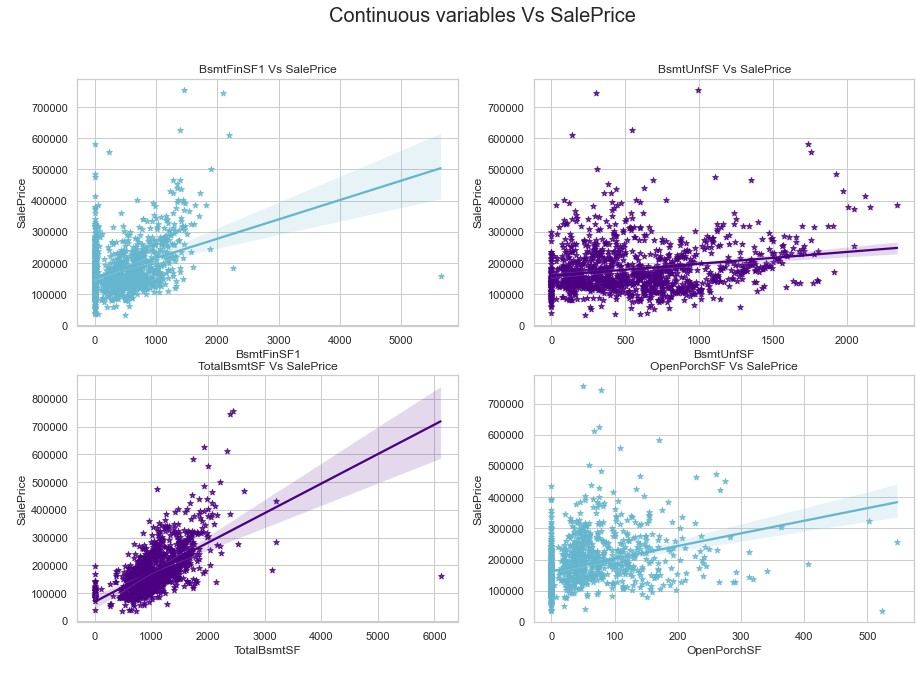 Continuous variables Vs SalePrice
BsmtFinSF1 Vs SalePrice
700000
600000
500000
400000
300000
200000
100000
0
SalePrice
0 1000 2000 3000 4000 5000
BsmtFinSF1
BsmtUnfSF Vs SalePrice
700000
600000
500000
400000
300000
200000
100000
0
SalePrice
0 500 1000 1500 2000
BsmtUnfSF
TotalBsmtSF Vs SalePrice
800000
700000
600000
500000
400000
300000
200000
100000
0
SalePrice
0 1000 2000 3000 4000 5000 6000
TotalBsmtSF
OpenPorchSF Vs SalePrice
700000
600000
500000
400000
300000
200000
100000
0
SalePrice
0 100 200 300 400 500
OpenPorchSF